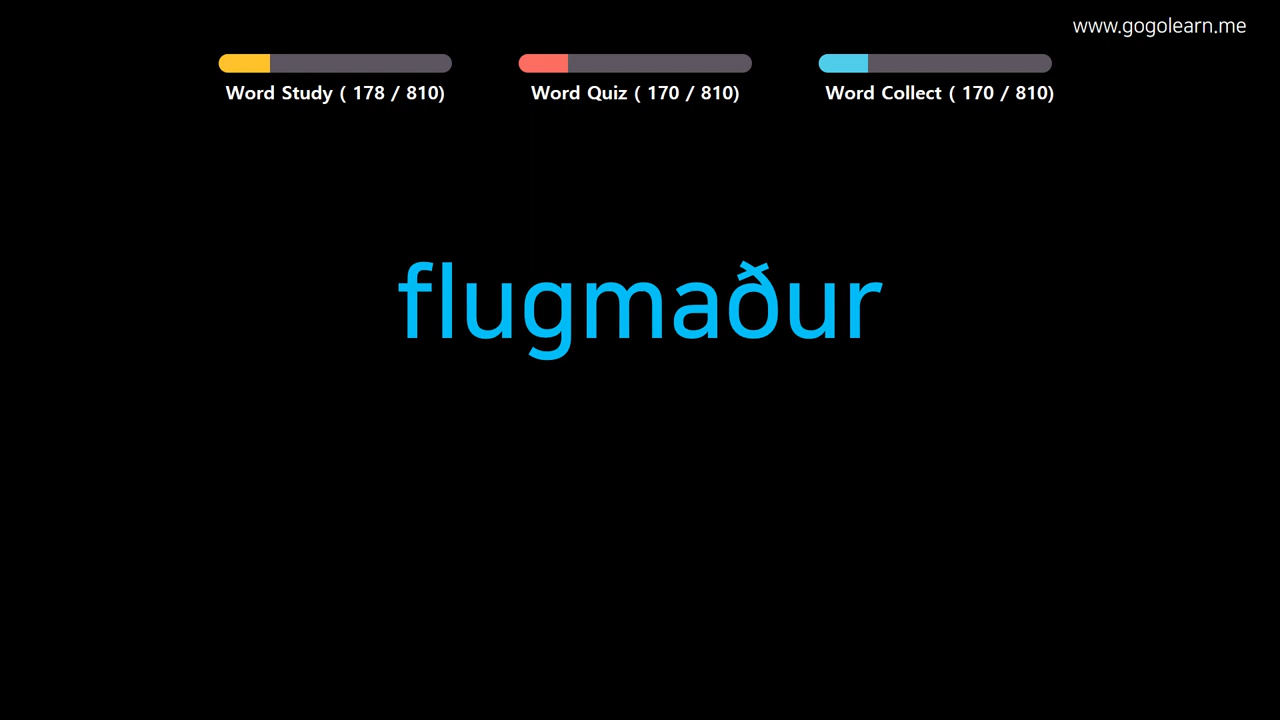 www.gogolearn.me
Word Study ( 178 / 810)
Word Quiz ( 170 / 810)
Word Collect ( 170 / 810)
flugmaður